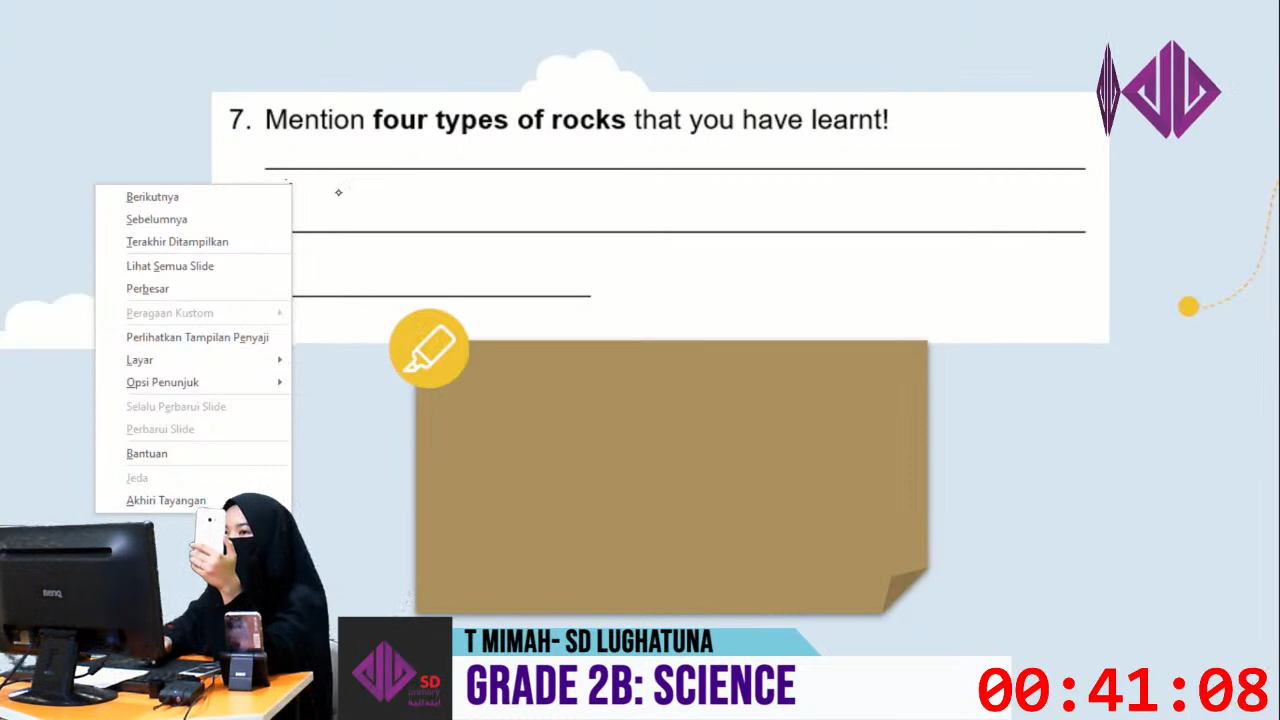 7. Mention four types of rocks that you have learnt!
Berikutnya
Sebelumnya
Terakhir Ditampilkan
Lihat Semua Slide
Perbesar
Peragaan Kustom
Perlihatkan Tampilan Penyaji
Layar
Opsi Penunjuk
Selalu Perbarui Slide
Perbarui Slide
Bantuan
Jeda
Akhiri Tayangan
BenQ
SD
T MIMAH- SD LUGHATUNA
GRADE 2B: SCIENCE
00:41:08